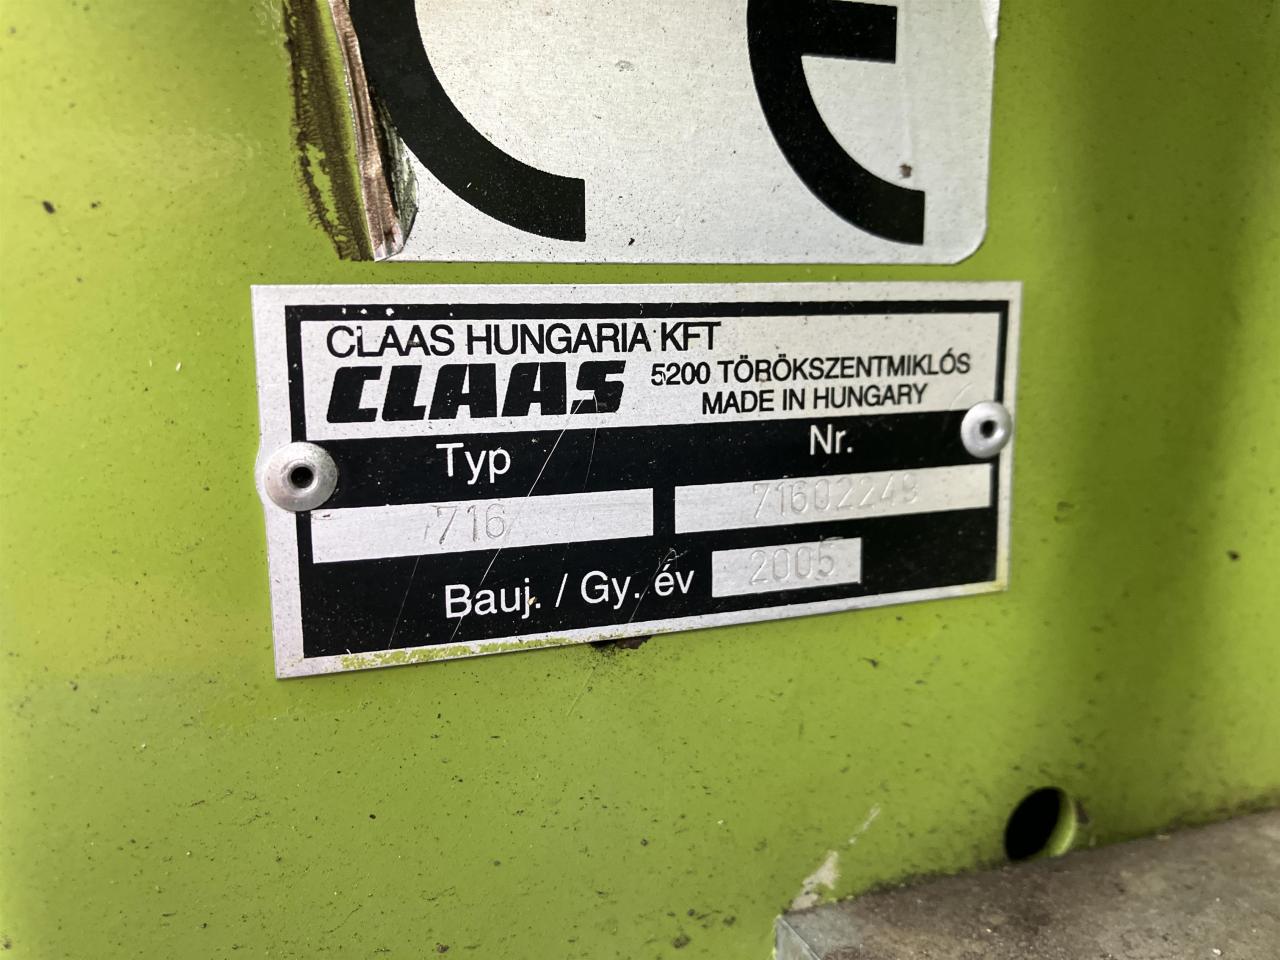 CE
CLAAS HUNGARIA KFT
CLAAS 5200 TÖRÖKSZENTMIKLÓS
MADE IN HUNGARY
Typ Nr.
716 71602249
Bauj. / Gy. év 2005